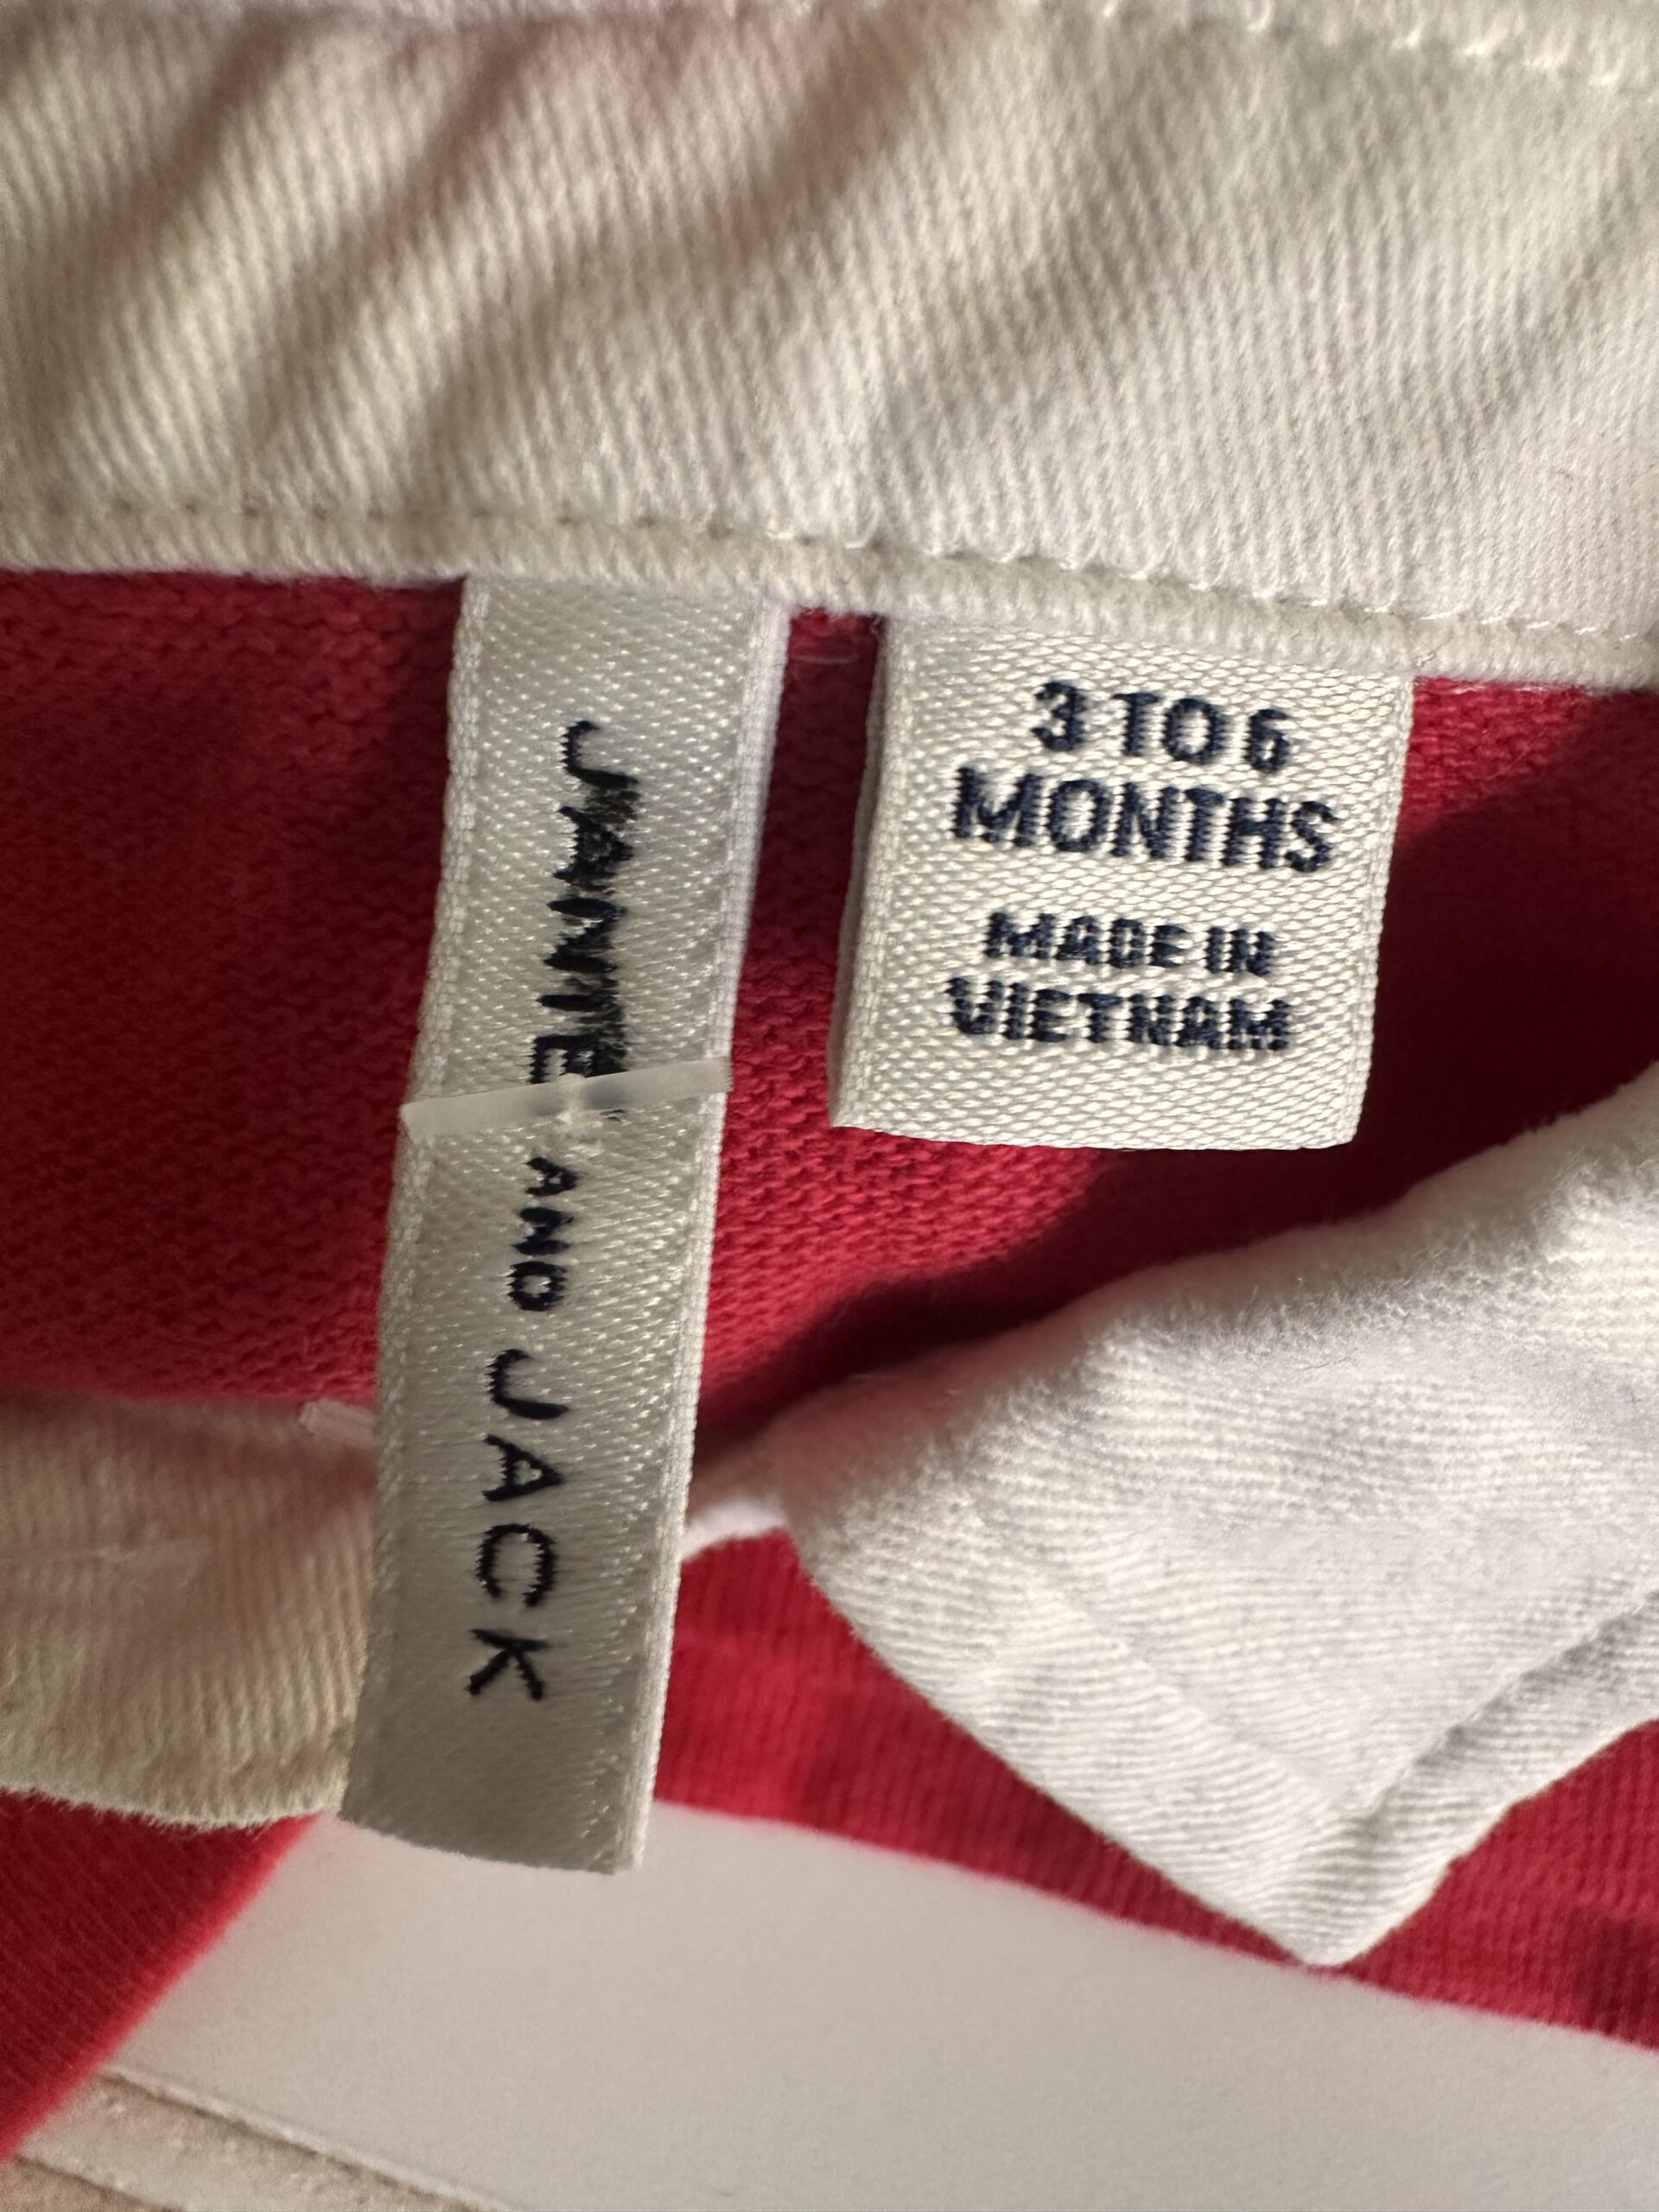 JANIE AND JACK
3 TO 6
MONTHS
MADE IN
VIETNAM